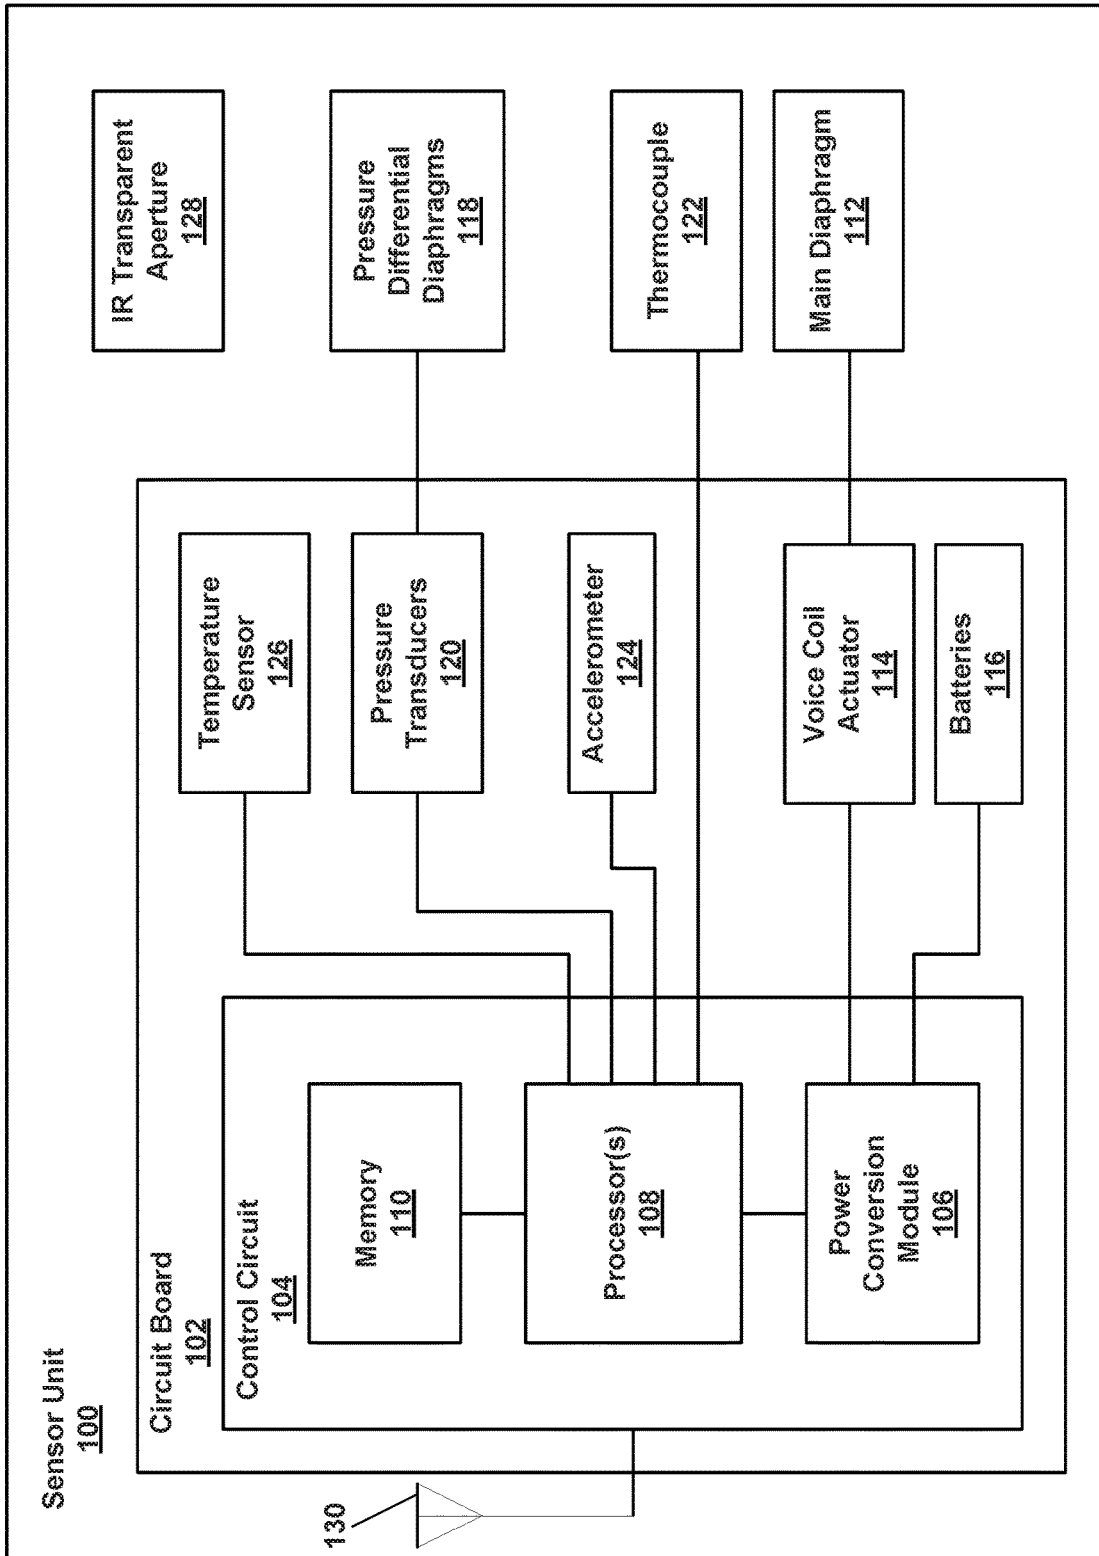 Sensor Unit
100
Circuit Board
102
Control Circuit
104
Memory
110
Processor(s)
108
Power
Conversion
Module
106
Temperature
Sensor
126
Pressure
Transducers
120
Accelerometer
124
Voice Coil
Actuator
114
Batteries
116
IR Transparent
Aperture
128
Pressure
Differential
Diaphragms
118
Thermocouple
122
Main Diaphragm
112
130